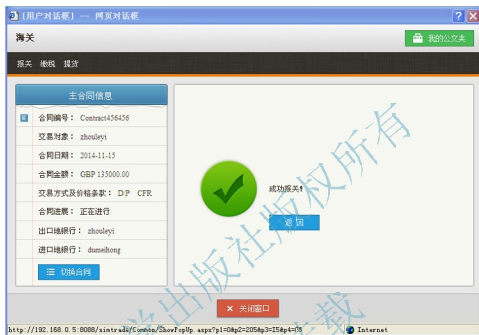 [用户对话框] — 网页对话框
海关
我的公文夹
报关 缴税 提货
主合同信息
合同编号： Contract456456
交易对象： zhouleyi
合同日期： 2014-11-15
合同金额： GBP 135000.00
交易方式及价格条款： D/P CFR
合同进展： 正在进行
出口地银行： zhouleyi
进口地银行： dumeihong
切换合同
成功报关！
返回
关闭窗口
http://192.168.0.5:8088/simtrade/Common/ShowPopUp.aspx?p1=0&p2=205&p3=I5&p4=05 Internet
学出版社版权所有